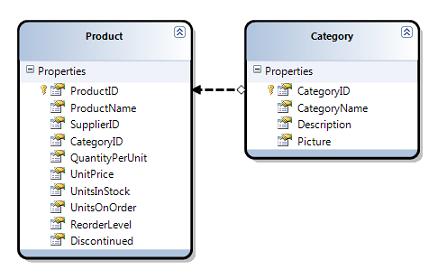 Product
Properties
ProductID
ProductName
SupplierID
CategoryID
QuantityPerUnit
UnitPrice
UnitsInStock
UnitsOnOrder
ReorderLevel
Discontinued
Category
Properties
CategoryID
CategoryName
Description
Picture